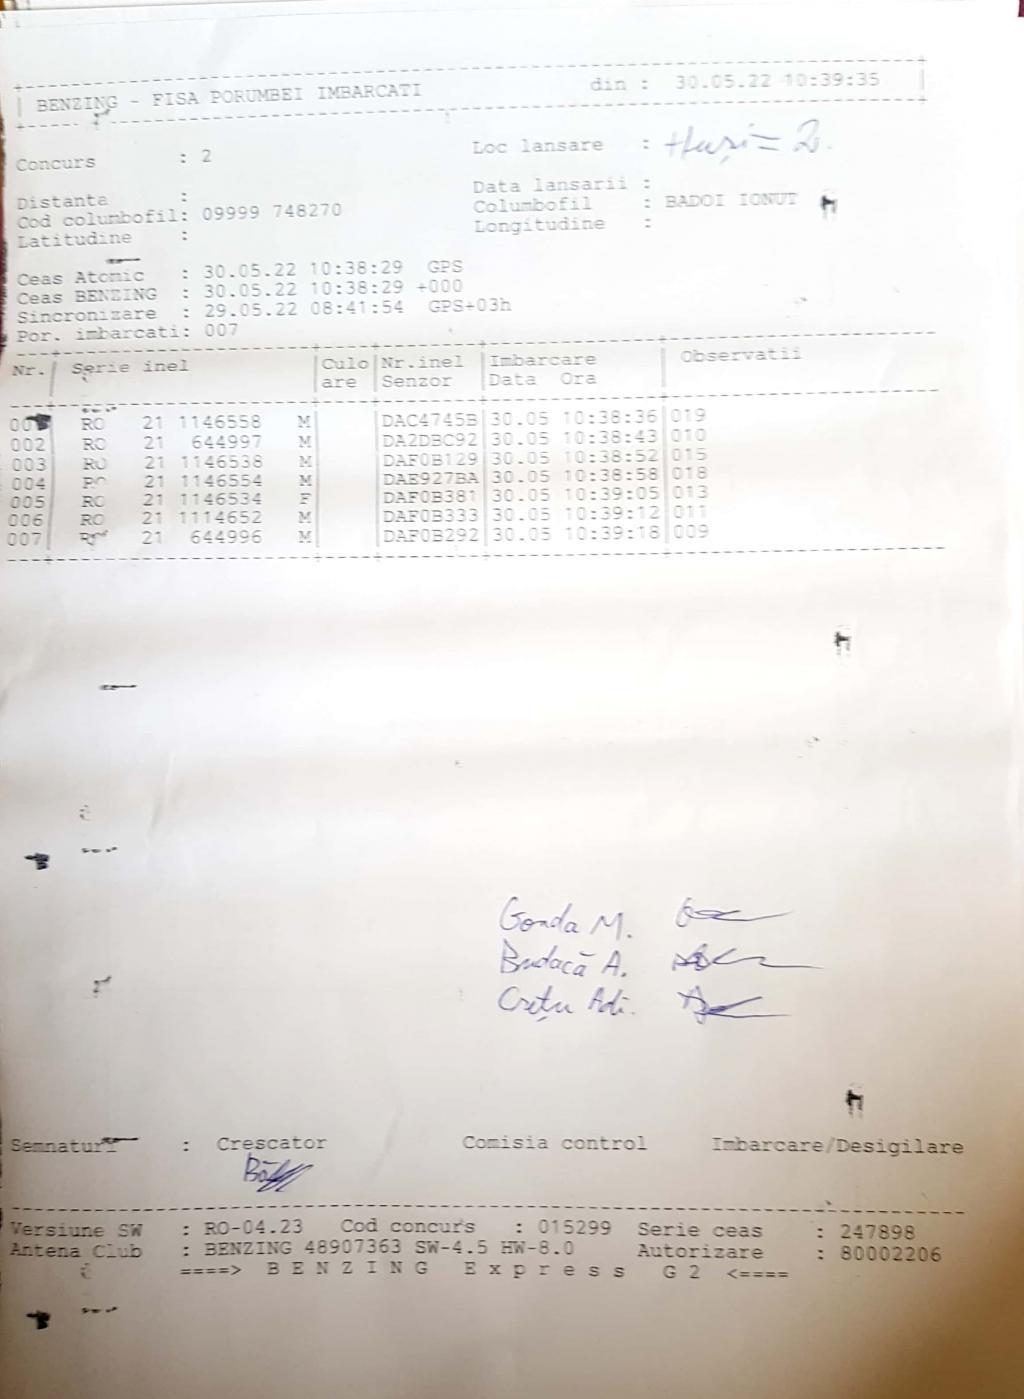 BENZING - FISA PORUMBEI IMBARCATI din : 30.05.22 10:39:35
Concurs : 2 Loc lansare : Huși = 2.
Distanta : Data lansarii :
Cod columbofil: 09999 748270 Columbofil : BADOI IONUT
Latitudine : Longitudine :
Ceas Atomic : 30.05.22 10:38:29 GPS
Ceas BENZING : 30.05.22 10:38:29 +000
Sincronizare : 29.05.22 08:41:54 GPS+03h
Por. imbarcati: 007
Nr. | Serie inel | Culo | Nr.inel | Imbarcare | Observatii
are | Senzor | Data Ora
001 RO 21 1146558 M DAC4745B 30.05 10:38:36 019
002 RO 21 644997 M DA2DBC92 30.05 10:38:43 010
003 RO 21 1146538 M DAF0B129 30.05 10:38:52 015
004 RO 21 1146554 M DAE927BA 30.05 10:38:58 018
005 RO 21 1146534 F DAF0B381 30.05 10:39:05 013
006 RO 21 1114652 M DAF0B333 30.05 10:39:12 011
007 RO 21 644996 M DAF0B292 30.05 10:39:18 009
Gonda M.
Budacă A.
Crețu Adi.
Semnaturi : Crescator Comisia control Imbarcare/Desigilare
Versiune SW : RO-04.23 Cod concurs : 015299 Serie ceas : 247898
Antena Club : BENZING 48907363 SW-4.5 HW-8.0 Autorizare : 80002206
====> B E N Z I N G E x p r e s s G 2 <====